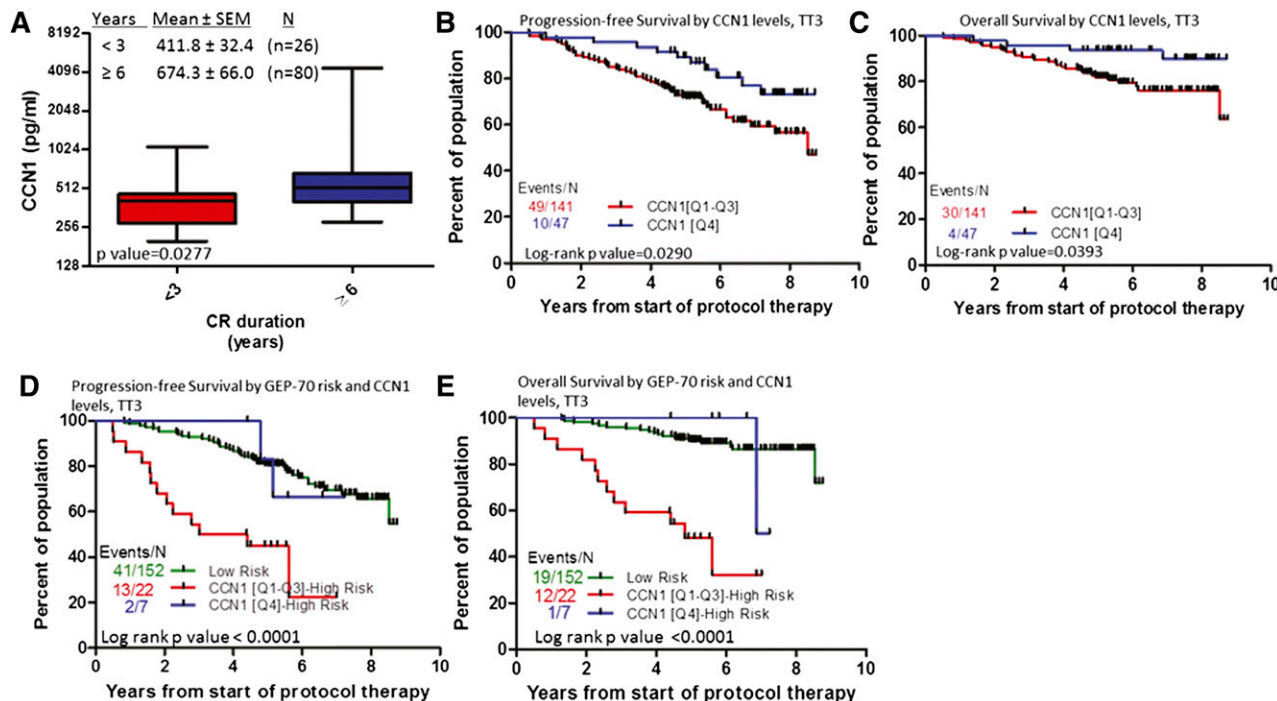 A
Years Mean ± SEM N
< 3 411.8 ± 32.4 (n=26)
≥ 6 674.3 ± 66.0 (n=80)
8192
4096
2048
1024
512
256
128
CCN1 (pg/ml)
p value=0.0277
<3
≥ 6
CR duration
(years)
B
Progression-free Survival by CCN1 levels, TT3
100
80
60
40
20
0
Percent of population
Events/N
49/141 CCN1[Q1-Q3]
10/47 CCN1 [Q4]
Log-rank p value=0.0290
0 2 4 6 8 10
Years from start of protocol therapy
C
Overall Survival by CCN1 levels, TT3
100
80
60
40
20
0
Percent of population
Events/N
30/141 CCN1[Q1-Q3]
4/47 CCN1 [Q4]
Log-rank p value=0.0393
0 2 4 6 8 10
Years from start of protocol therapy
D
Progression-free Survival by GEP-70 risk and CCN1
levels, TT3
100
80
60
40
20
0
Percent of population
Events/N
41/152 Low Risk
13/22 CCN1 [Q1-Q3]-High Risk
2/7 CCN1 [Q4]-High Risk
Log rank p value < 0.0001
0 2 4 6 8 10
Years from start of protocol therapy
E
Overall Survival by GEP-70 risk and CCN1
levels, TT3
100
80
60
40
20
0
Percent of population
Events/N
19/152 Low Risk
12/22 CCN1 [Q1-Q3]-High Risk
1/7 CCN1 [Q4]-High Risk
Log rank p value <0.0001
0 2 4 6 8 10
Years from start of protocol therapy